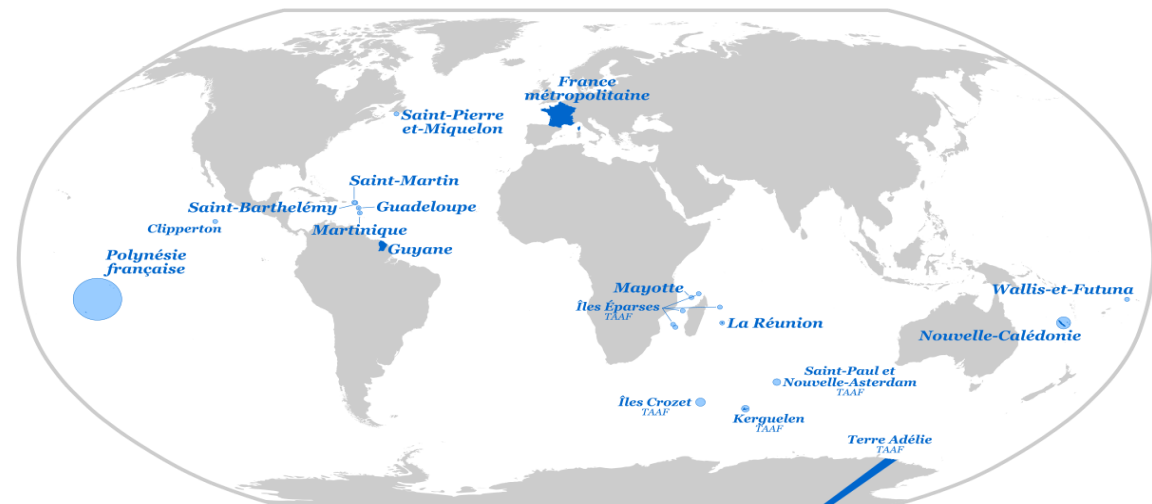 France
métropolitaine
Saint-Pierre
et-Miquelon
Saint-Martin
Saint-Barthelémy
Guadeloupe
Clipperton
Martinique
Guyane
Polynésie
française
Mayotte
Îles Éparses
TAAF
La Réunion
Wallis-et-Futuna
Nouvelle-Calédonie
Saint-Paul et
Nouvelle-Asterdam
TAAF
Îles Crozet
TAAF
Kerguelen
TAAF
Terre Adélie
TAAF